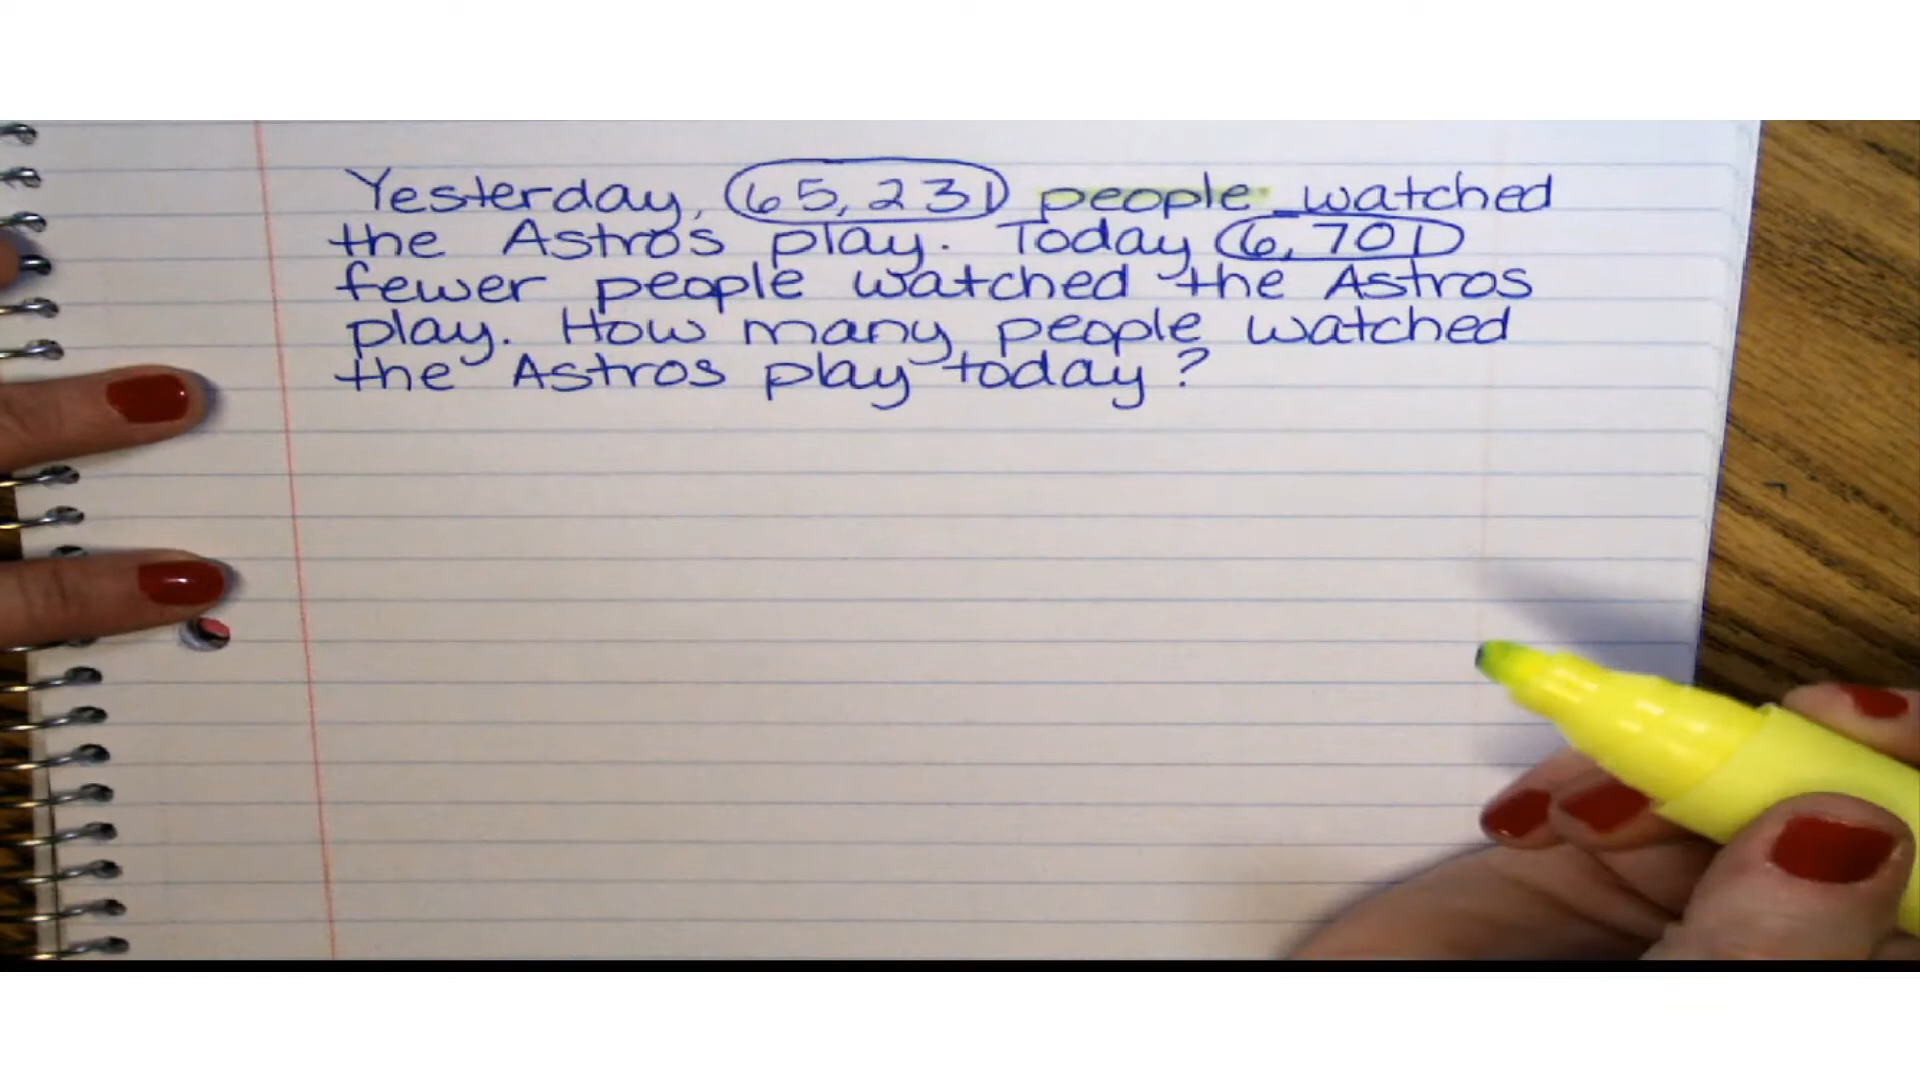 Yesterday, 65,231 people watched
the Astros play. Today 6,701
fewer people watched the Astros
play. How many people watched
the Astros play today?